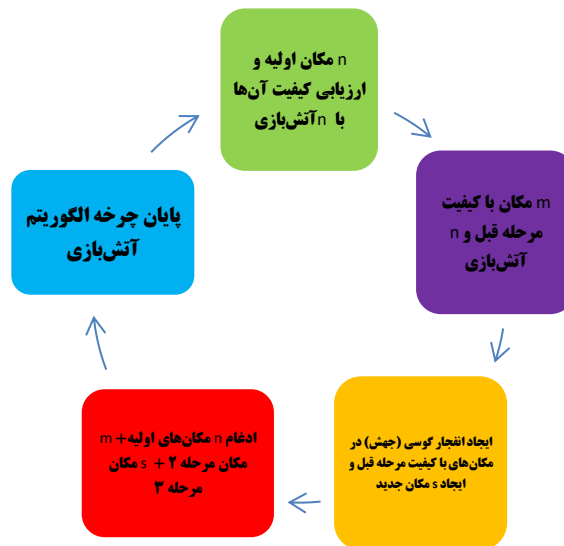 n مکان اولیه و
ارزیابی کیفیت آن‌ها
با n آتش‌بازی
m مکان با کیفیت
مرحله قبل و n
آتش‌بازی
ایجاد انفجار گوسی (جهش) در
مکان‌های با کیفیت مرحله قبل و
ایجاد s مکان جدید
ادغام n مکان‌های اولیه+ m
مکان مرحله ۲ + s مکان
مرحله ۳
پایان چرخه الگوریتم
آتش‌بازی